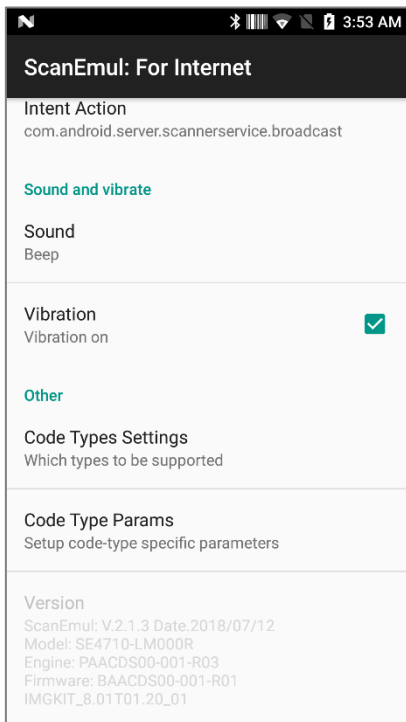 3:53 AM
ScanEmul: For Internet
Intent Action
com.android.server.scannerservice.broadcast
Sound and vibrate
Sound
Beep
Vibration
Vibration on
Other
Code Types Settings
Which types to be supported
Code Type Params
Setup code-type specific parameters
Version
ScanEmul: V.2.1.3 Date.2018/07/12
Model: SE4710-LM000R
Engine: PAACDS00-001-R03
Firmware: BAACDS00-001-R01
IMGKIT_8.01T01.20_01